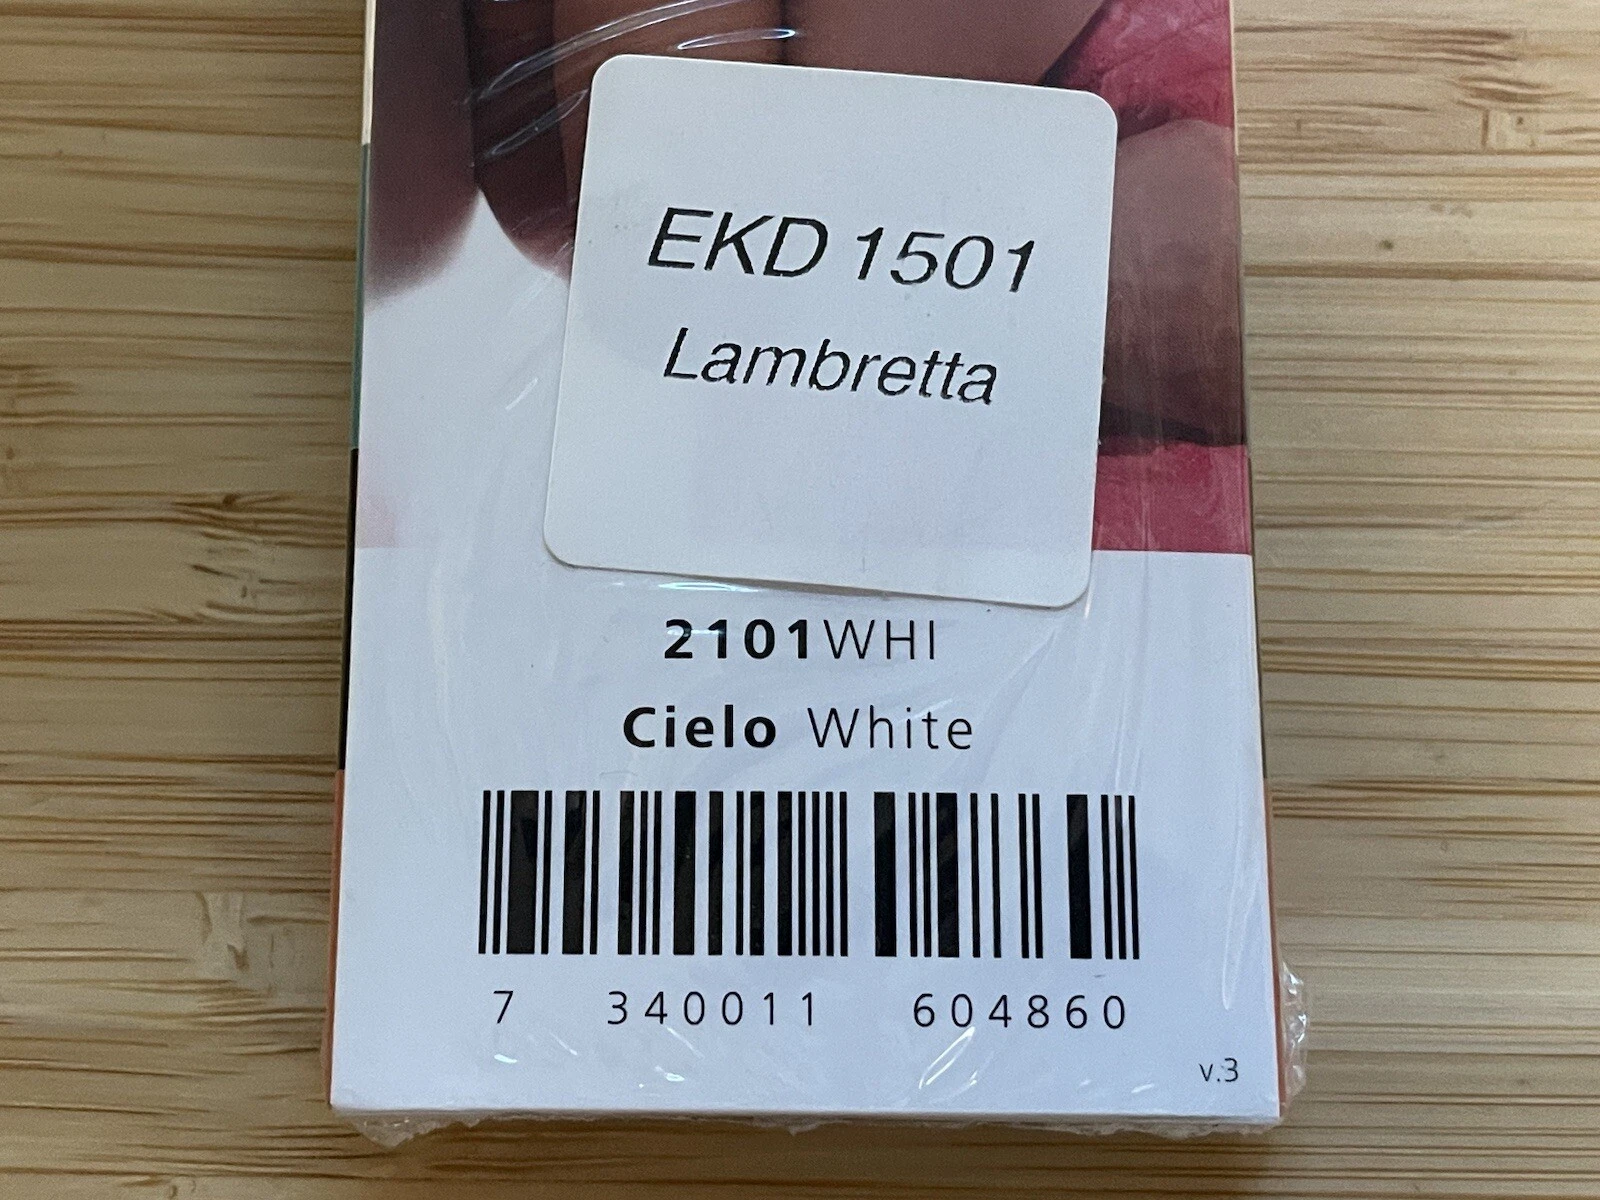 EKD 1501
Lambretta
2101WHI
Cielo White
7 340011 604860
v.3